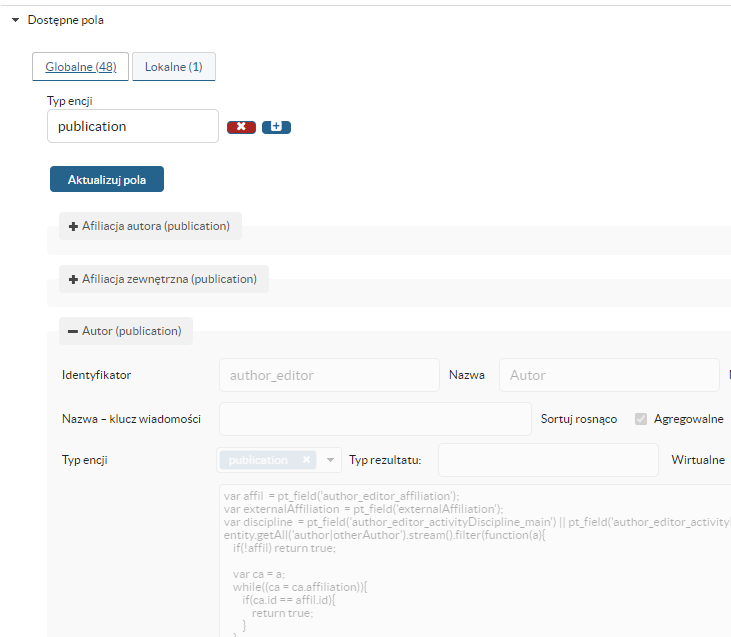 Dostępne pola
Globalne (48) Lokalne (1)
Typ encji
publication
Aktualizuj pola
Afiliacja autora (publication)
Afiliacja zewnętrzna (publication)
Autor (publication)
Identyfikator author_editor Nazwa Autor
Nazwa – klucz wiadomości Sortuj rosnąco Agregowalne
Typ encji publication Typ rezultatu: Wirtualne
var affil = pt_field('author_editor_affiliation');
var externalAffiliation = pt_field('externalAffiliation');
var discipline = pt_field('author_editor_activityDiscipline_main') || pt_field('author_editor_activity
entity.getAll('author|otherAuthor').stream().filter(function(a){
if(!affil) return true;
var ca = a;
while((ca = ca.affiliation)){
if(ca.id == affil.id){
return true;
}